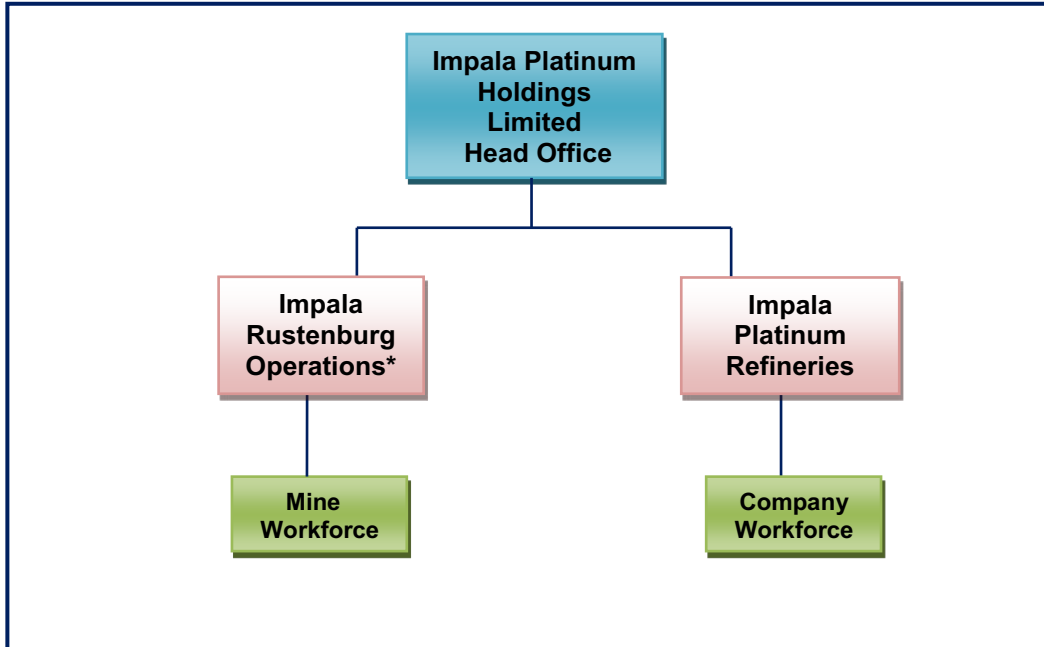 Impala Platinum
Holdings
Limited
Head Office
Impala
Rustenburg
Operations*
Impala
Platinum
Refineries
Mine
Workforce
Company
Workforce